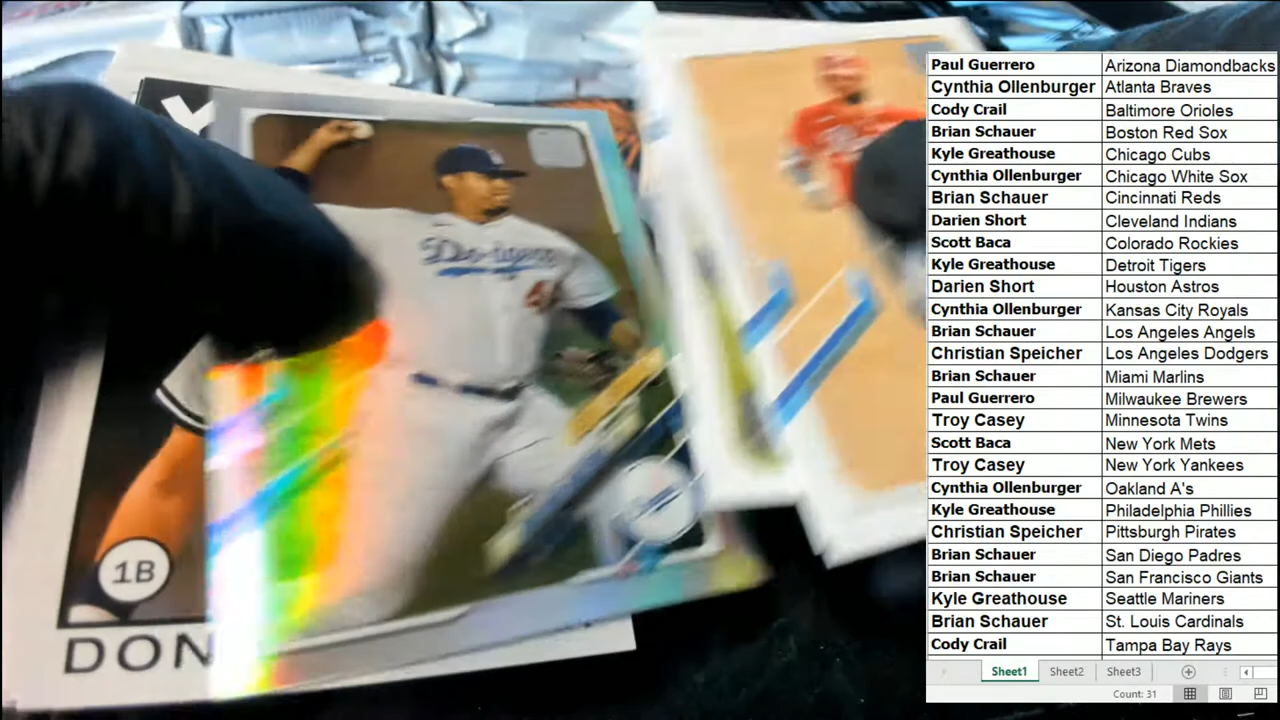 Dodgers
1B
DON
Paul Guerrero Arizona Diamondbacks
Cynthia Ollenburger Atlanta Braves
Cody Crail Baltimore Orioles
Brian Schauer Boston Red Sox
Kyle Greathouse Chicago Cubs
Cynthia Ollenburger Chicago White Sox
Brian Schauer Cincinnati Reds
Darien Short Cleveland Indians
Scott Baca Colorado Rockies
Kyle Greathouse Detroit Tigers
Darien Short Houston Astros
Cynthia Ollenburger Kansas City Royals
Brian Schauer Los Angeles Angels
Christian Speicher Los Angeles Dodgers
Brian Schauer Miami Marlins
Paul Guerrero Milwaukee Brewers
Troy Casey Minnesota Twins
Scott Baca New York Mets
Troy Casey New York Yankees
Cynthia Ollenburger Oakland A's
Kyle Greathouse Philadelphia Phillies
Christian Speicher Pittsburgh Pirates
Brian Schauer San Diego Padres
Brian Schauer San Francisco Giants
Kyle Greathouse Seattle Mariners
Brian Schauer St. Louis Cardinals
Cody Crail Tampa Bay Rays
Sheet1 Sheet2 Sheet3
Count: 31